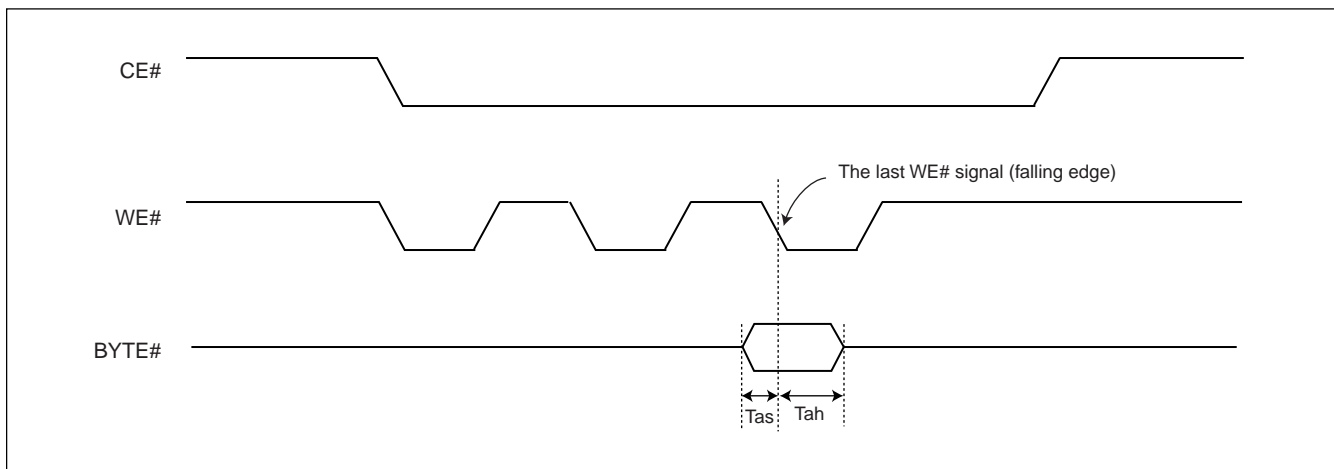 CE#
The last WE# signal (falling edge)
WE#
BYTE#
Tas Tah